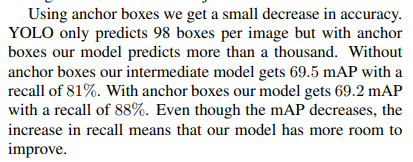 Using anchor boxes we get a small decrease in accuracy.
YOLO only predicts 98 boxes per image but with anchor
boxes our model predicts more than a thousand. Without
anchor boxes our intermediate model gets 69.5 mAP with a
recall of 81%. With anchor boxes our model gets 69.2 mAP
with a recall of 88%. Even though the mAP decreases, the
increase in recall means that our model has more room to
improve.